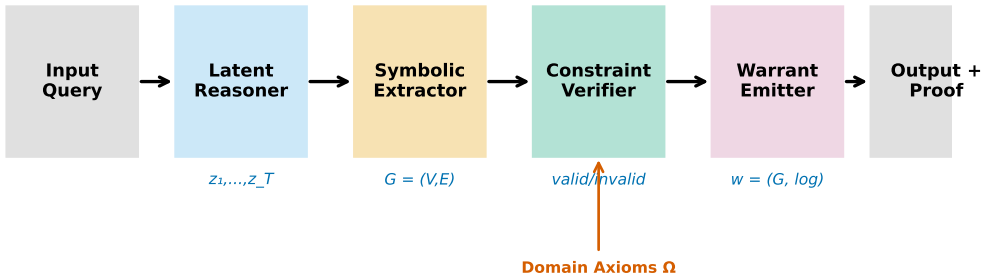 Input
Query
Latent
Reasoner
Symbolic
Extractor
Constraint
Verifier
Warrant
Emitter
Output +
Proof
z₁,...,z_T
G = (V,E)
valid/invalid
w = (G, log)
Domain Axioms Ω